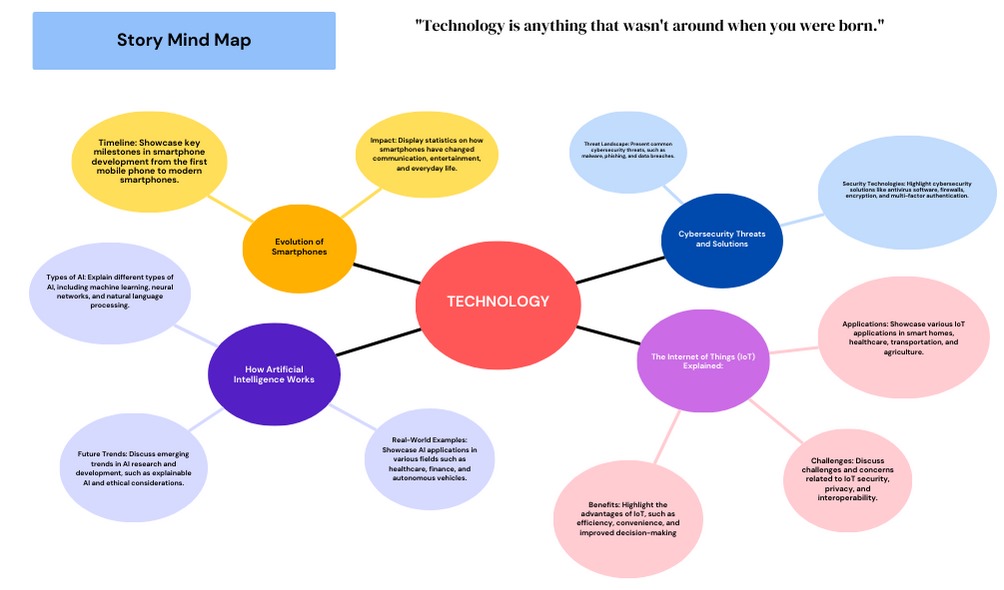 Story Mind Map
"Technology is anything that wasn't around when you were born."
Timeline: Showcase key
milestones in smartphone
development from the first
mobile phone to modern
smartphones.
Impact: Display statistics on how
smartphones have changed
communication, entertainment,
and everyday life.
Threat Landscape: Present common
cybersecurity threats, such as
malware, phishing, and data breaches.
Security Technologies: Highlight cybersecurity
solutions like antivirus software, firewalls,
encryption, and multi-factor authentication.
Evolution of
Smartphones
Cybersecurity Threats
and Solutions
Types of AI: Explain different types of
AI, including machine learning, neural
networks, and natural language
processing.
TECHNOLOGY
Applications: Showcase various IoT
applications in smart homes,
healthcare, transportation, and
agriculture.
How Artificial
Intelligence Works
The Internet of Things (IoT)
Explained:
Future Trends: Discuss emerging
trends in AI research and
development, such as explainable
AI and ethical considerations.
Real-World Examples:
Showcase AI applications in
various fields such as
healthcare, finance, and
autonomous vehicles.
Challenges: Discuss
challenges and concerns
related to IoT security,
privacy, and
interoperability.
Benefits: Highlight the
advantages of IoT, such as
efficiency, convenience, and
improved decision-making